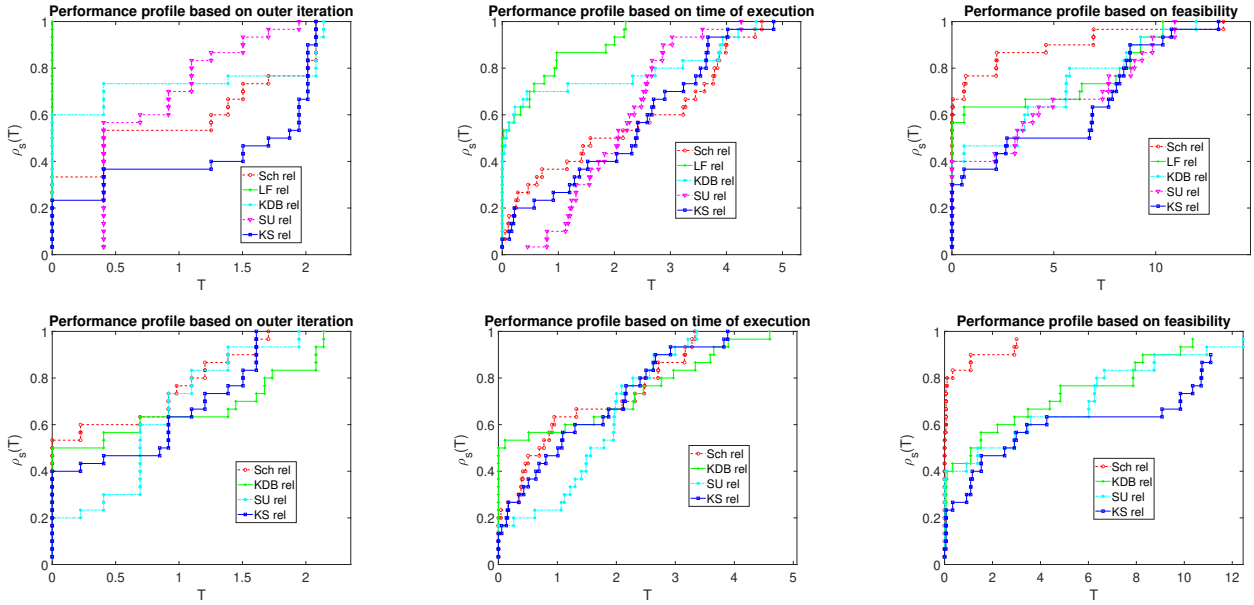 Performance profile based on outer iteration
Performance profile based on time of execution
Performance profile based on feasibility
ρs(T)
1
0.8
0.6
0.4
0.2
0
Sch rel
LF rel
KDB rel
SU rel
KS rel
0 0.5 1 1.5 2
T
ρs(T)
1
0.8
0.6
0.4
0.2
0
Sch rel
LF rel
KDB rel
SU rel
KS rel
0 1 2 3 4 5
T
ρs(T)
1
0.8
0.6
0.4
0.2
0
Sch rel
LF rel
KDB rel
SU rel
KS rel
0 5 10
T
Performance profile based on outer iteration
Performance profile based on time of execution
Performance profile based on feasibility
ρs(T)
1
0.8
0.6
0.4
0.2
0
Sch rel
KDB rel
SU rel
KS rel
0 0.5 1 1.5 2
T
ρs(T)
1
0.8
0.6
0.4
0.2
0
Sch rel
KDB rel
SU rel
KS rel
0 1 2 3 4 5
T
ρs(T)
1
0.8
0.6
0.4
0.2
0
Sch rel
KDB rel
SU rel
KS rel
0 2 4 6 8 10 12
T